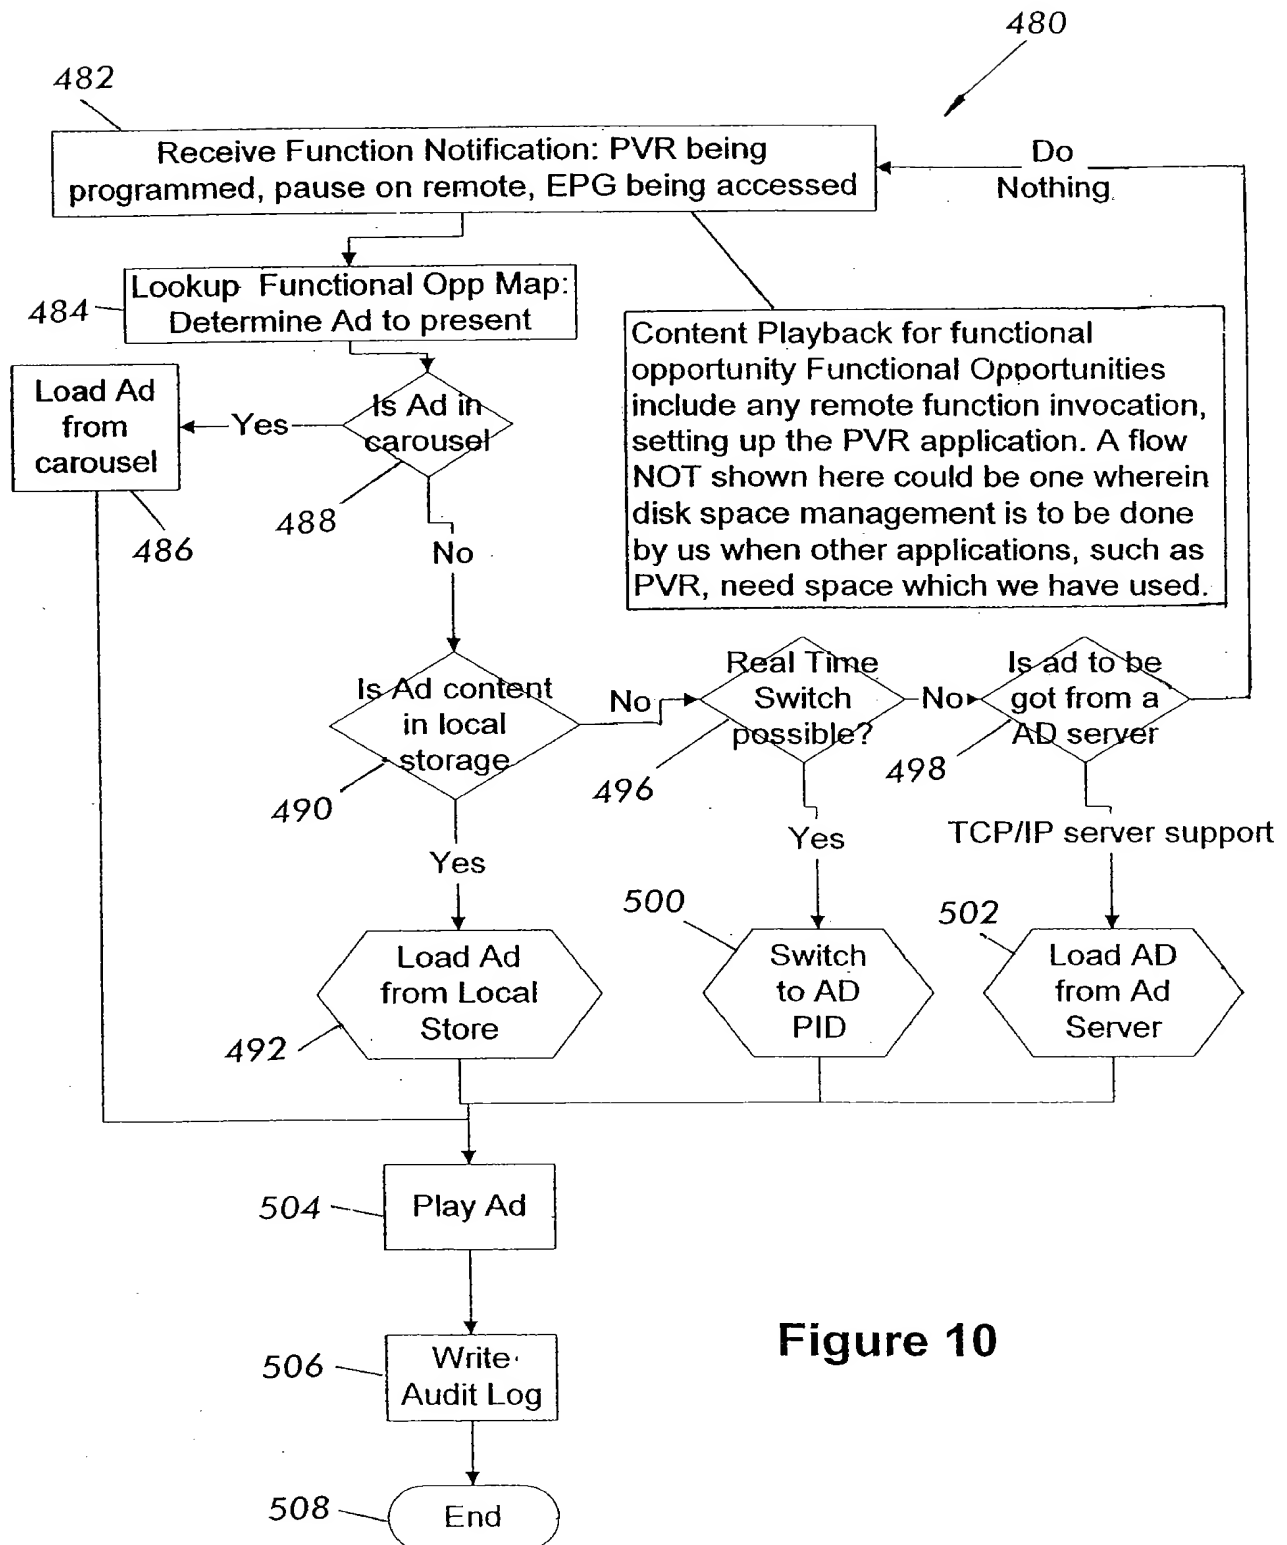 480
482
Receive Function Notification: PVR being
programmed, pause on remote, EPG being accessed
Do
Nothing
484
Lookup Functional Opp Map:
Determine Ad to present
Content Playback for functional
opportunity Functional Opportunities
include any remote function invocation,
setting up the PVR application. A flow
NOT shown here could be one wherein
disk space management is to be done
by us when other applications, such as
PVR, need space which we have used.
Load Ad
from
carousel
486
Yes
Is Ad in
carousel
488
No
Is Ad content
in local
storage
490
No
Real Time
Switch
possible?
496
No
Is ad to be
got from a
AD server
498
Yes
Yes
TCP/IP server support
492
Load Ad
from Local
Store
500
Switch
to AD
PID
502
Load AD
from Ad
Server
504
Play Ad
506
Write
Audit Log
508
End
Figure 10